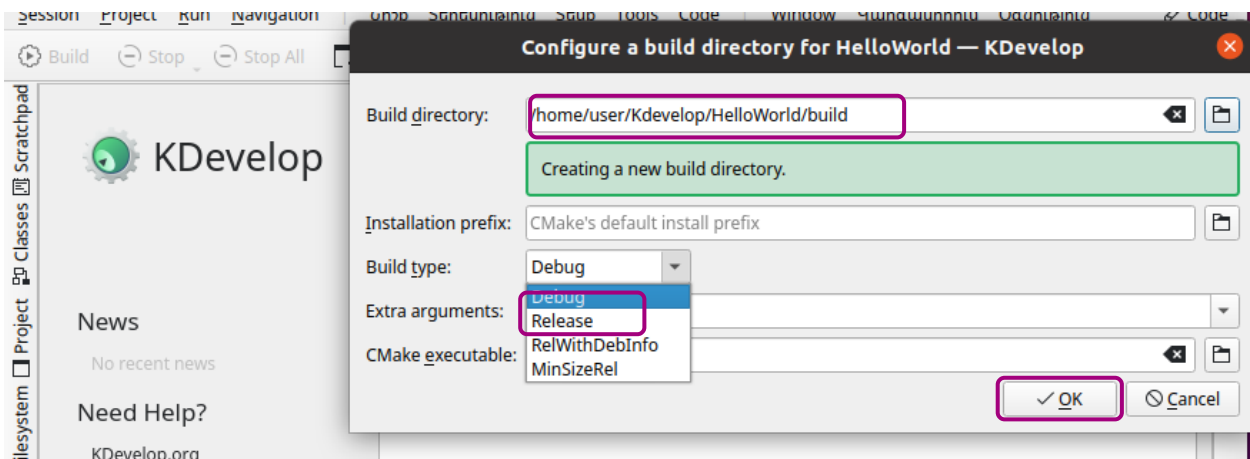 Session Project Run Navigation Code Window Code
Configure a build directory for HelloWorld — KDevelop
Build Stop Stop All
Build directory: /home/user/Kdevelop/HelloWorld/build
Creating a new build directory.
Installation prefix: CMake's default install prefix
Build type: Debug
Debug
Extra arguments:
Release
RelWithDebInfo
CMake executable:
MinSizeRel
OK Cancel
Scratchpad
Classes
Project
KDevelop
News
No recent news
Need Help?
KDevelop.org